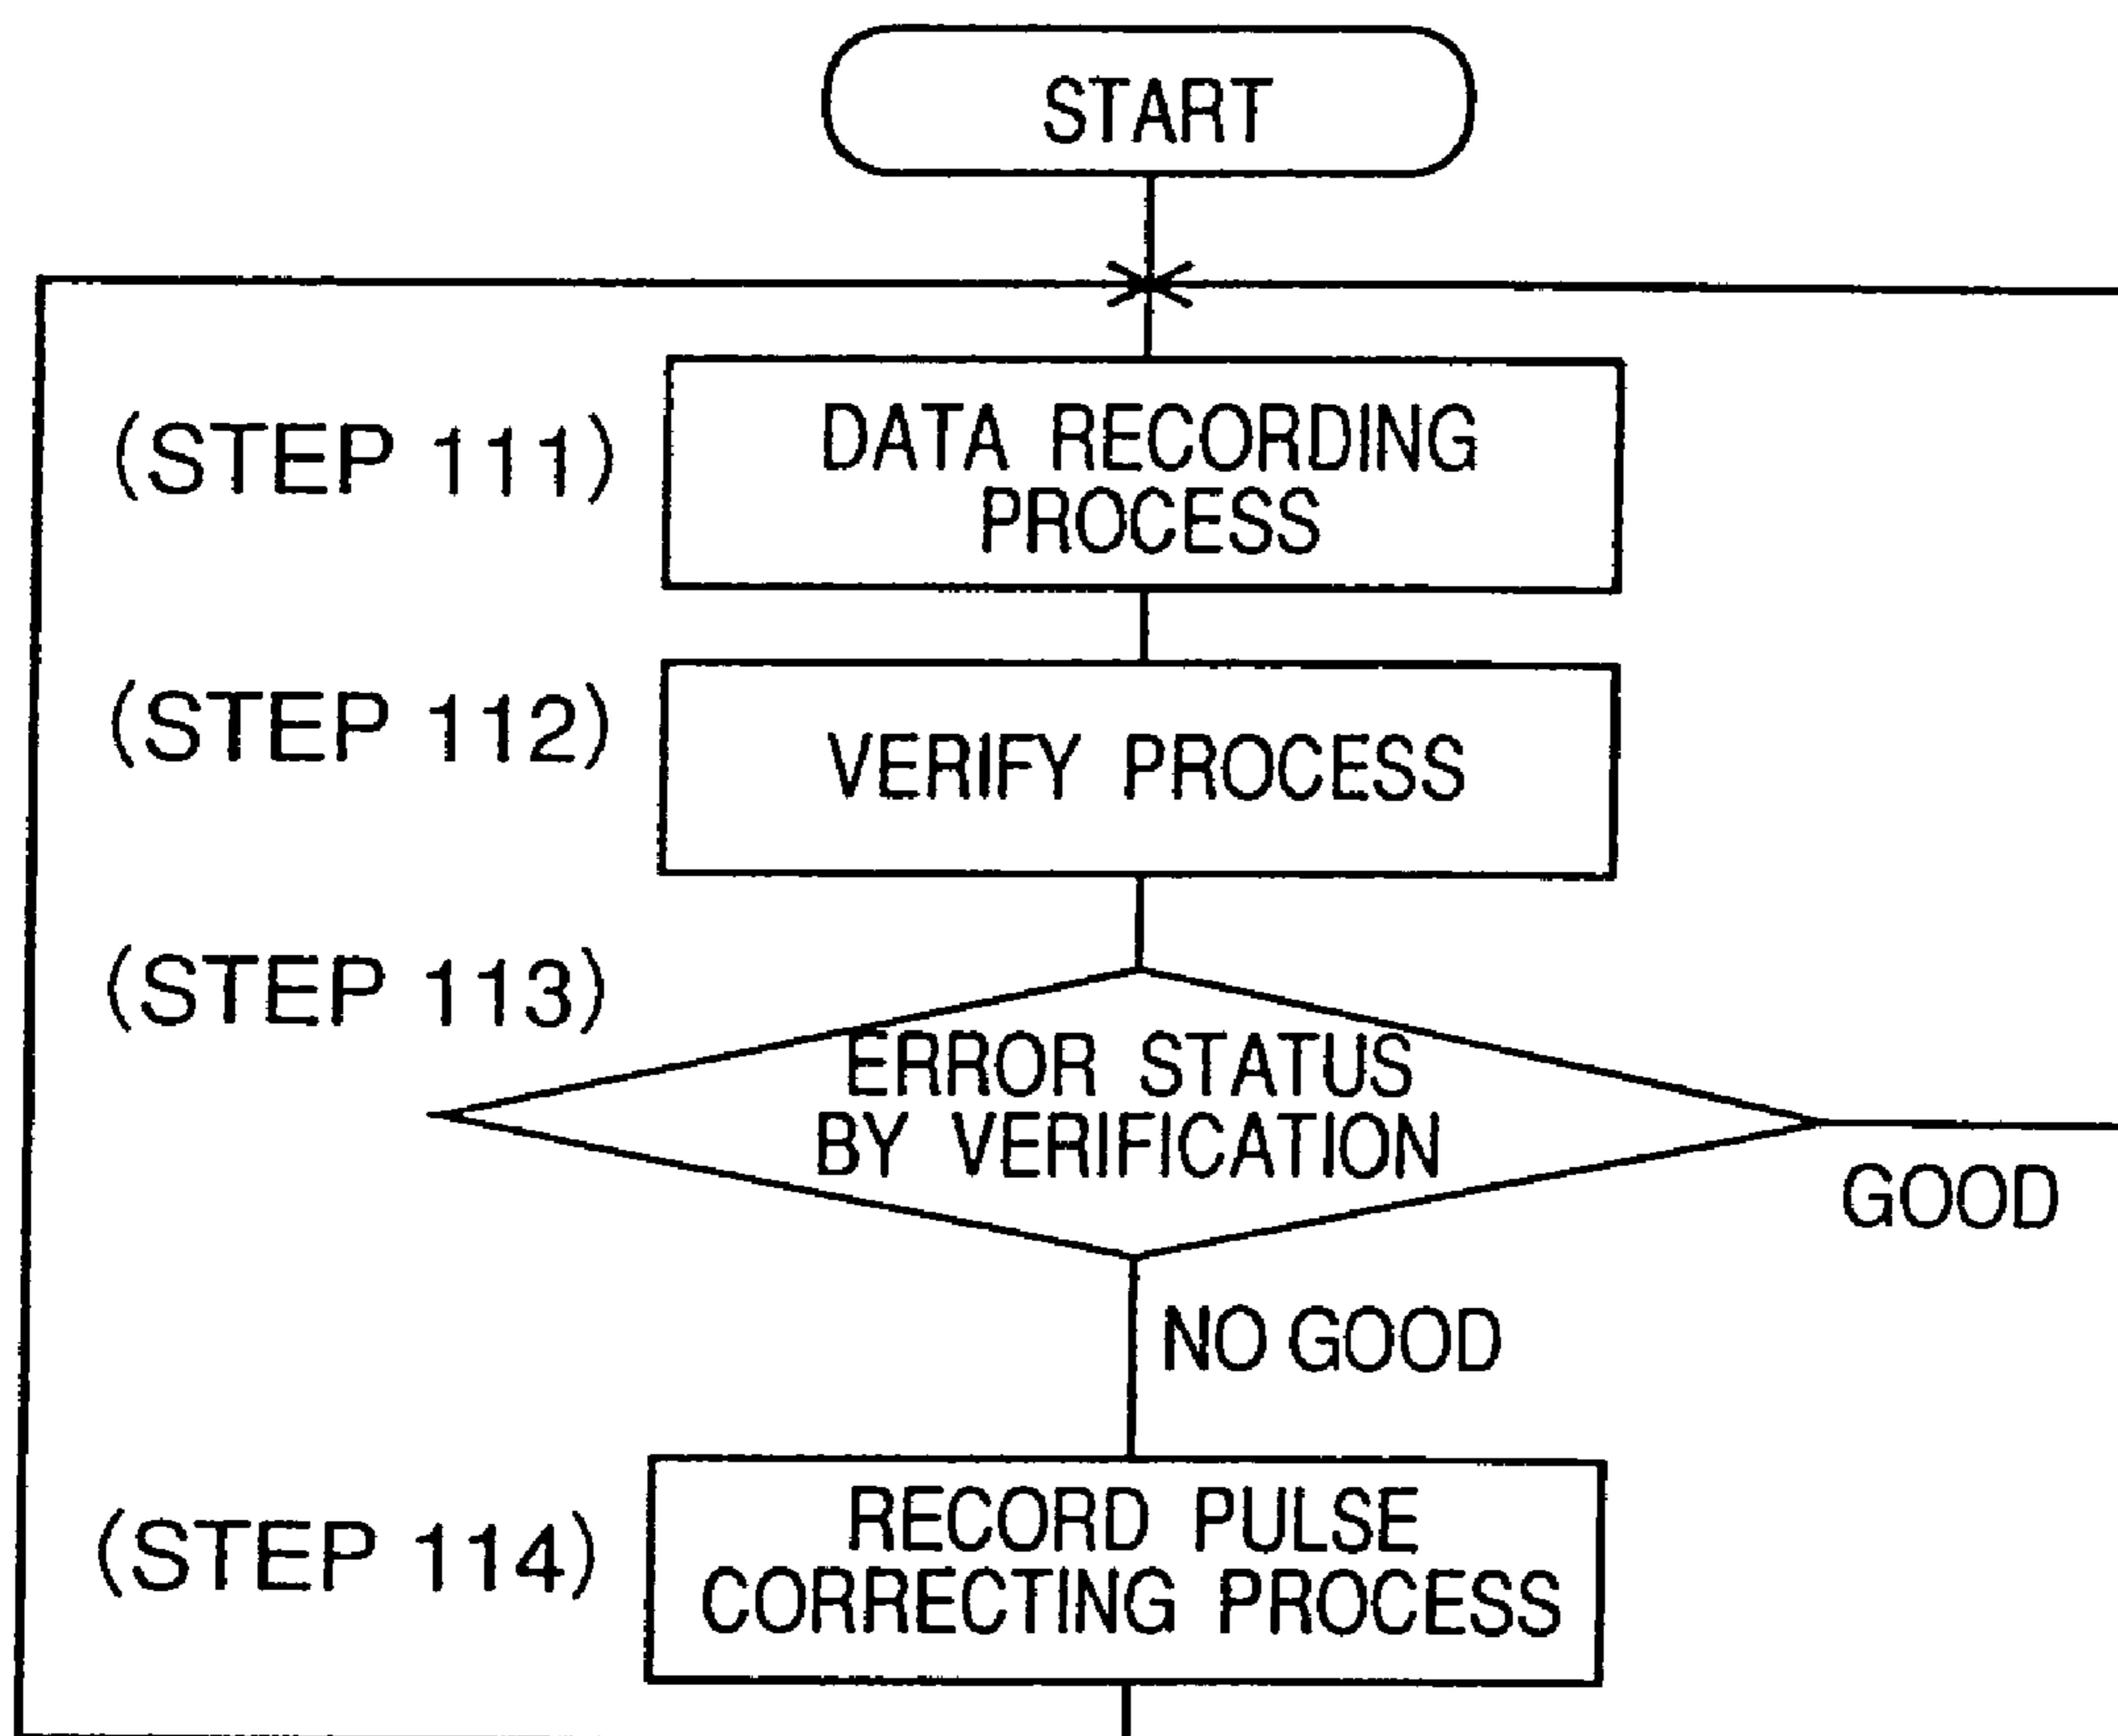 START
(STEP 111)
DATA RECORDING
PROCESS
(STEP 112)
VERIFY PROCESS
(STEP 113)
ERROR STATUS
BY VERIFICATION
GOOD
NO GOOD
(STEP 114)
RECORD PULSE
CORRECTING PROCESS